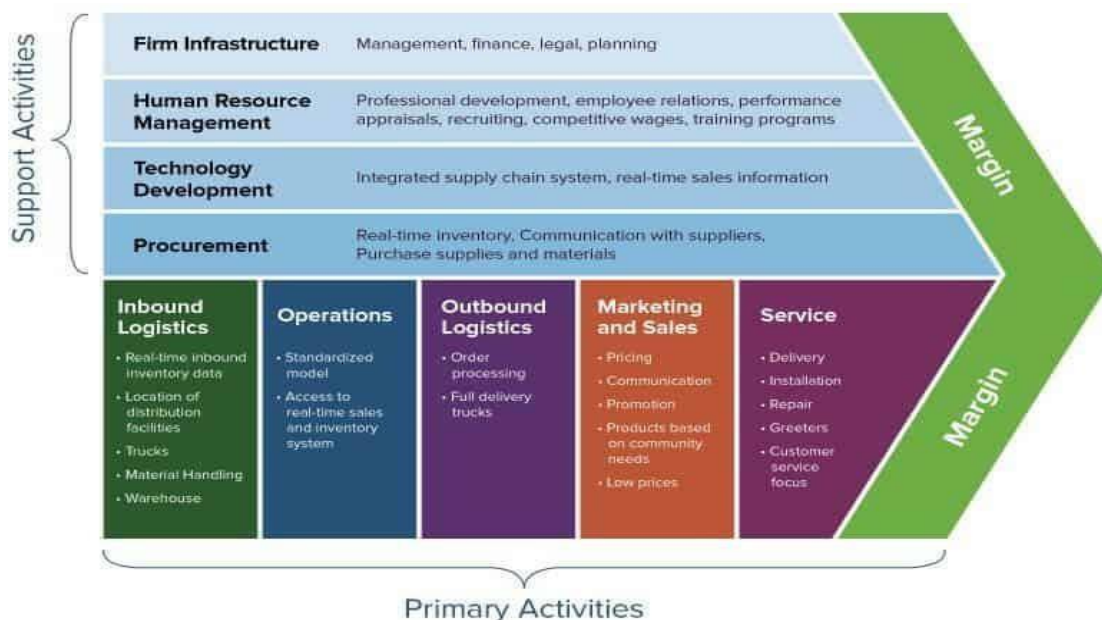 Support Activities
Firm Infrastructure
Management, finance, legal, planning
Human Resource
Management
Professional development, employee relations, performance
appraisals, recruiting, competitive wages, training programs
Technology
Development
Integrated supply chain system, real-time sales information
Procurement
Real-time inventory, Communication with suppliers,
Purchase supplies and materials
Margin
Inbound
Logistics
• Real-time inbound
inventory data
• Location of
distribution
facilities
• Trucks
• Material Handling
• Warehouse
Operations
• Standardized
model
• Access to
real-time sales
and inventory
system
Outbound
Logistics
• Order
processing
• Full delivery
trucks
Marketing
and Sales
• Pricing
• Communication
• Promotion
• Products based
on community
needs
• Low prices
Service
• Delivery
• Installation
• Repair
• Greeters
• Customer
service
focus
Margin
Primary Activities